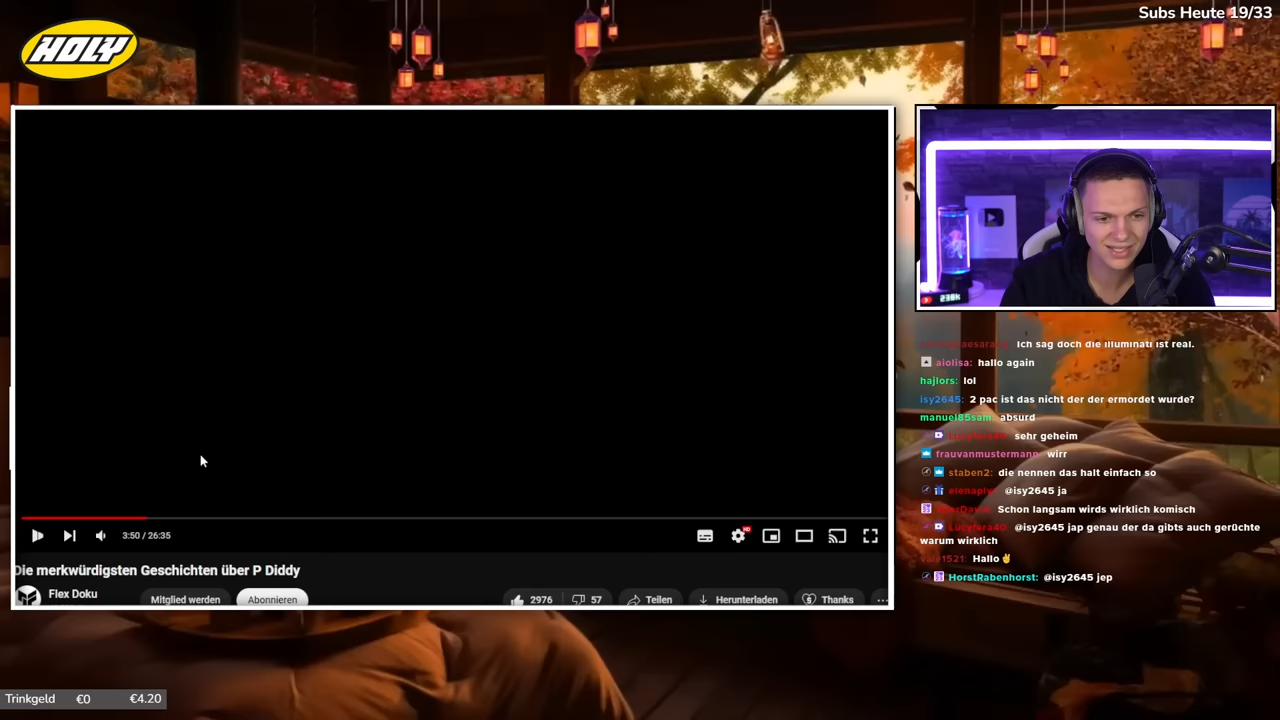 Subs Heute 19/33
HOLY
238k
Ich sag doch die illuminati ist real.
aiolisa: hallo again
hajlors: lol
isy2645: 2 pac ist das nicht der der ermordet wurde?
manuel85sam absurd
sehr geheim
frauvanmustermann wirr
staben2: die nennen das halt einfach so
@isy2645 ja
Schon langsam wirds wirklich komisch
@isy2645 jap genau der da gibts auch gerüchte
warum wirklich
Hallo✌
HorstRabenhorst: @isy2645 jep
3:50 / 26:35
HD
Die merkwürdigsten Geschichten über P Diddy
Flex Doku
Mitglied werden
Abonnieren
2976
57
Teilen
Herunterladen
Thanks
Trinkgeld €0 €4.20